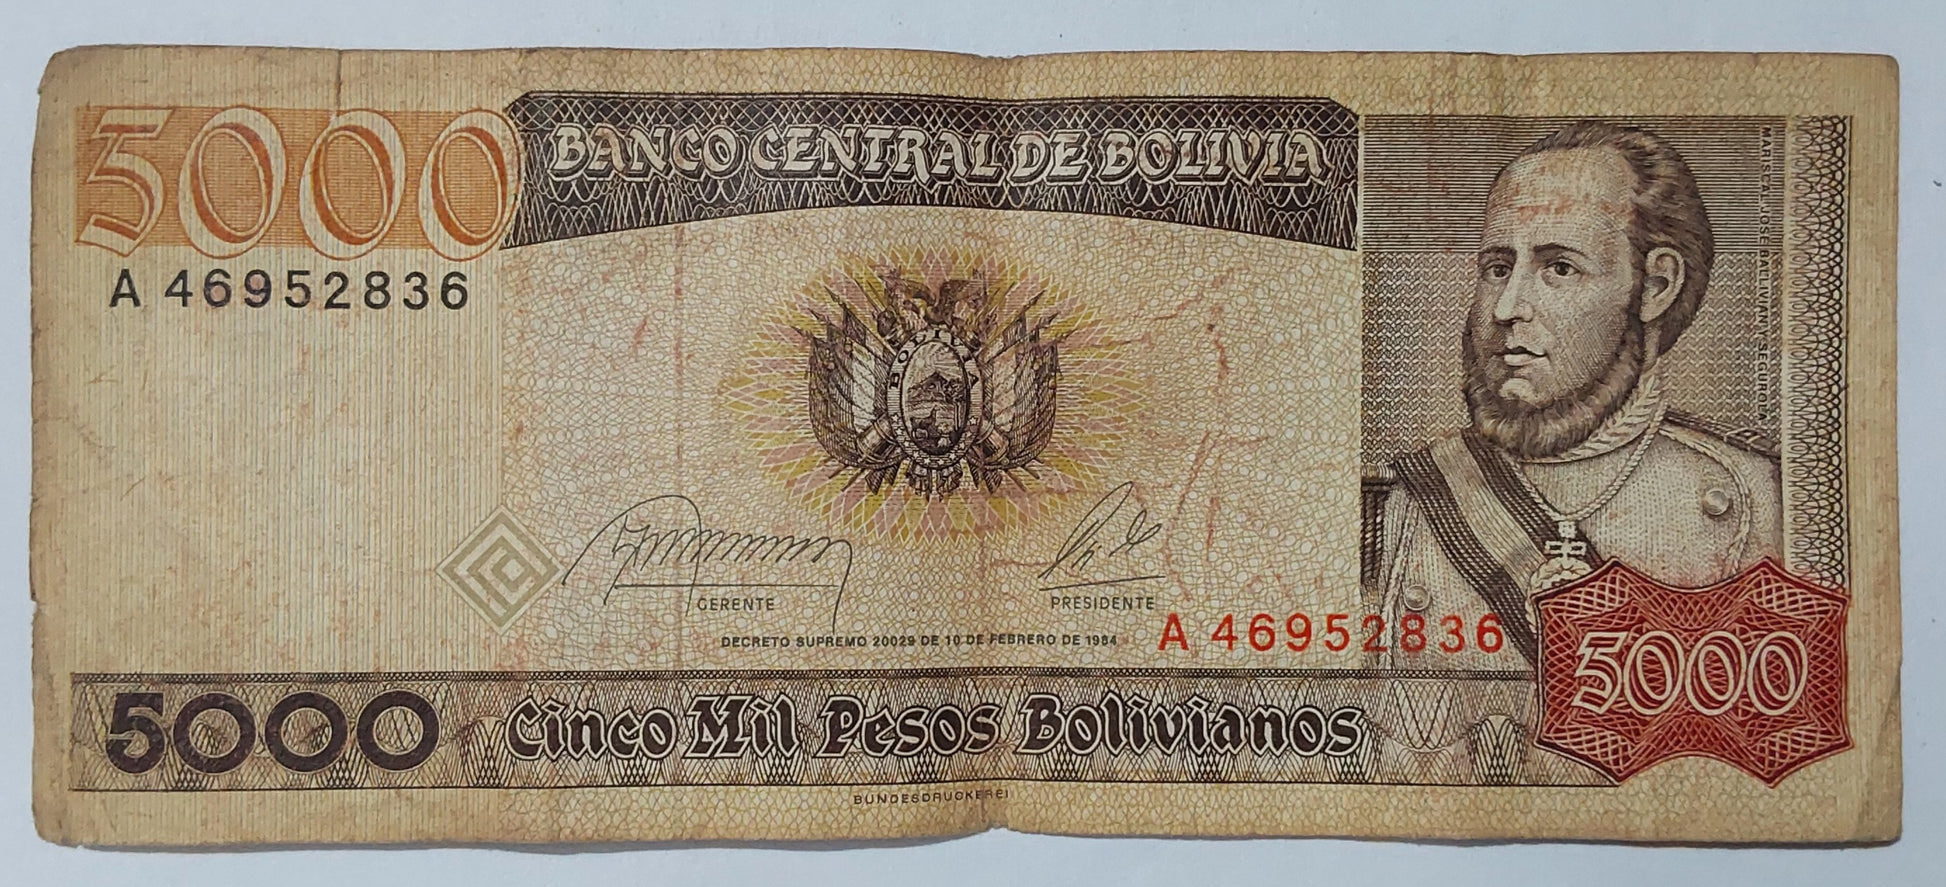 5000
BANCO CENTRAL DE BOLIVIA
MARISCAL JOSE BALLIVIAN Y SEGUROLA
A 46952836
BOLIVIA
GERENTE
PRESIDENTE
DECRETO SUPREMO 20029 DE 10 DE FEBRERO DE 1984
A 46952836
5000
5000 Cinco Mil Pesos Bolivianos
BUNDESDRUCKEREI